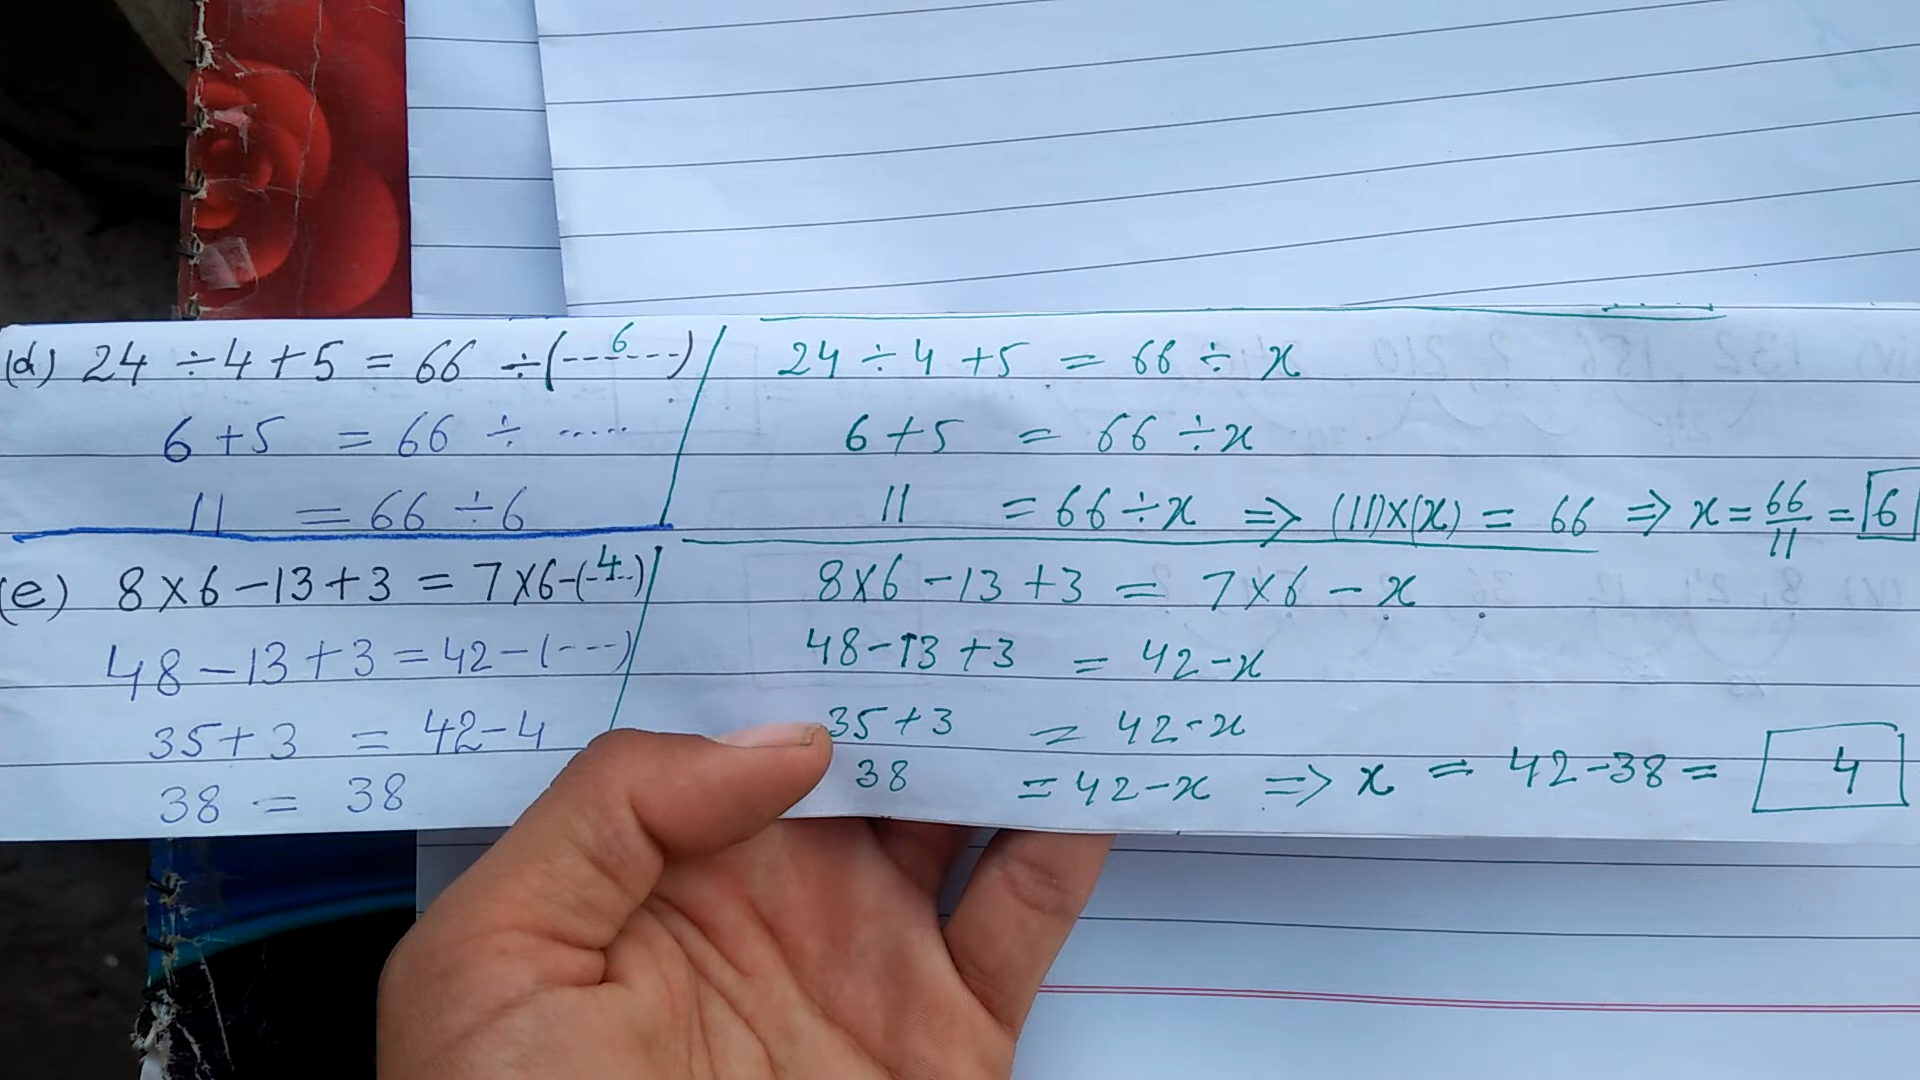 (d) 24 ÷ 4 + 5 = 66 ÷ (---6---)
6 + 5 = 66 ÷ .....
11 = 66 ÷ 6
24 ÷ 4 + 5 = 66 ÷ x
6 + 5 = 66 ÷ x
11 = 66 ÷ x ⇒ (11)×(x) = 66 ⇒ x = 66/11 = 6
(e) 8 × 6 - 13 + 3 = 7 × 6 - (-4--)
48 - 13 + 3 = 42 - (---)
35 + 3 = 42 - 4
38 = 38
8 × 6 - 13 + 3 = 7 × 6 - x
48 - 13 + 3 = 42 - x
35 + 3 = 42 - x
38 = 42 - x ⇒ x = 42 - 38 = 4